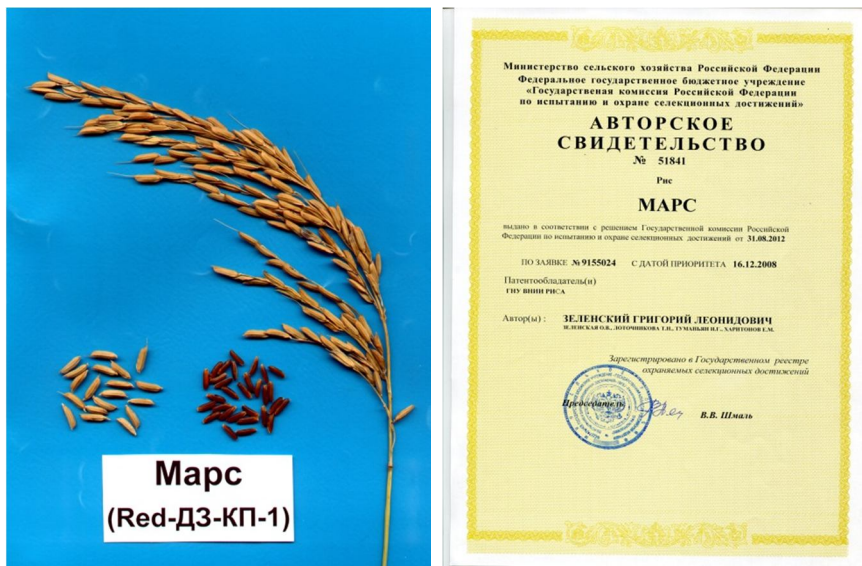 Марс
(Red-ДЗ-КП-1)
Министерство сельского хозяйства Российской Федерации
Федеральное государственное бюджетное учреждение
«Государственая комиссия Российской Федерации
по испытанию и охране селекционных достижений»
АВТОРСКОЕ
СВИДЕТЕЛЬСТВО
№ 51841
Рис
МАРС
выдано в соответствии с решением Государственной комиссии Российской
Федерации по испытанию и охране селекционных достижений от 31.08.2012
ПО ЗАЯВКЕ № 9155024 С ДАТОЙ ПРИОРИТЕТА 16.12.2008
Патентообладатель(и)
ГНУ ВНИИ РИСА
Автор(ы) : ЗЕЛЕНСКИЙ ГРИГОРИЙ ЛЕОНИДОВИЧ
ЗЕЛЕНСКАЯ О.В., ЛОТОЧНИКОВА Т.Н., ТУМАНЬЯН Н.Г., ХАРИТОНОВ Е.М.
Зарегистрировано в Государственном реестре
охраняемых селекционных достижений
Председатель
В.В. Шмаль